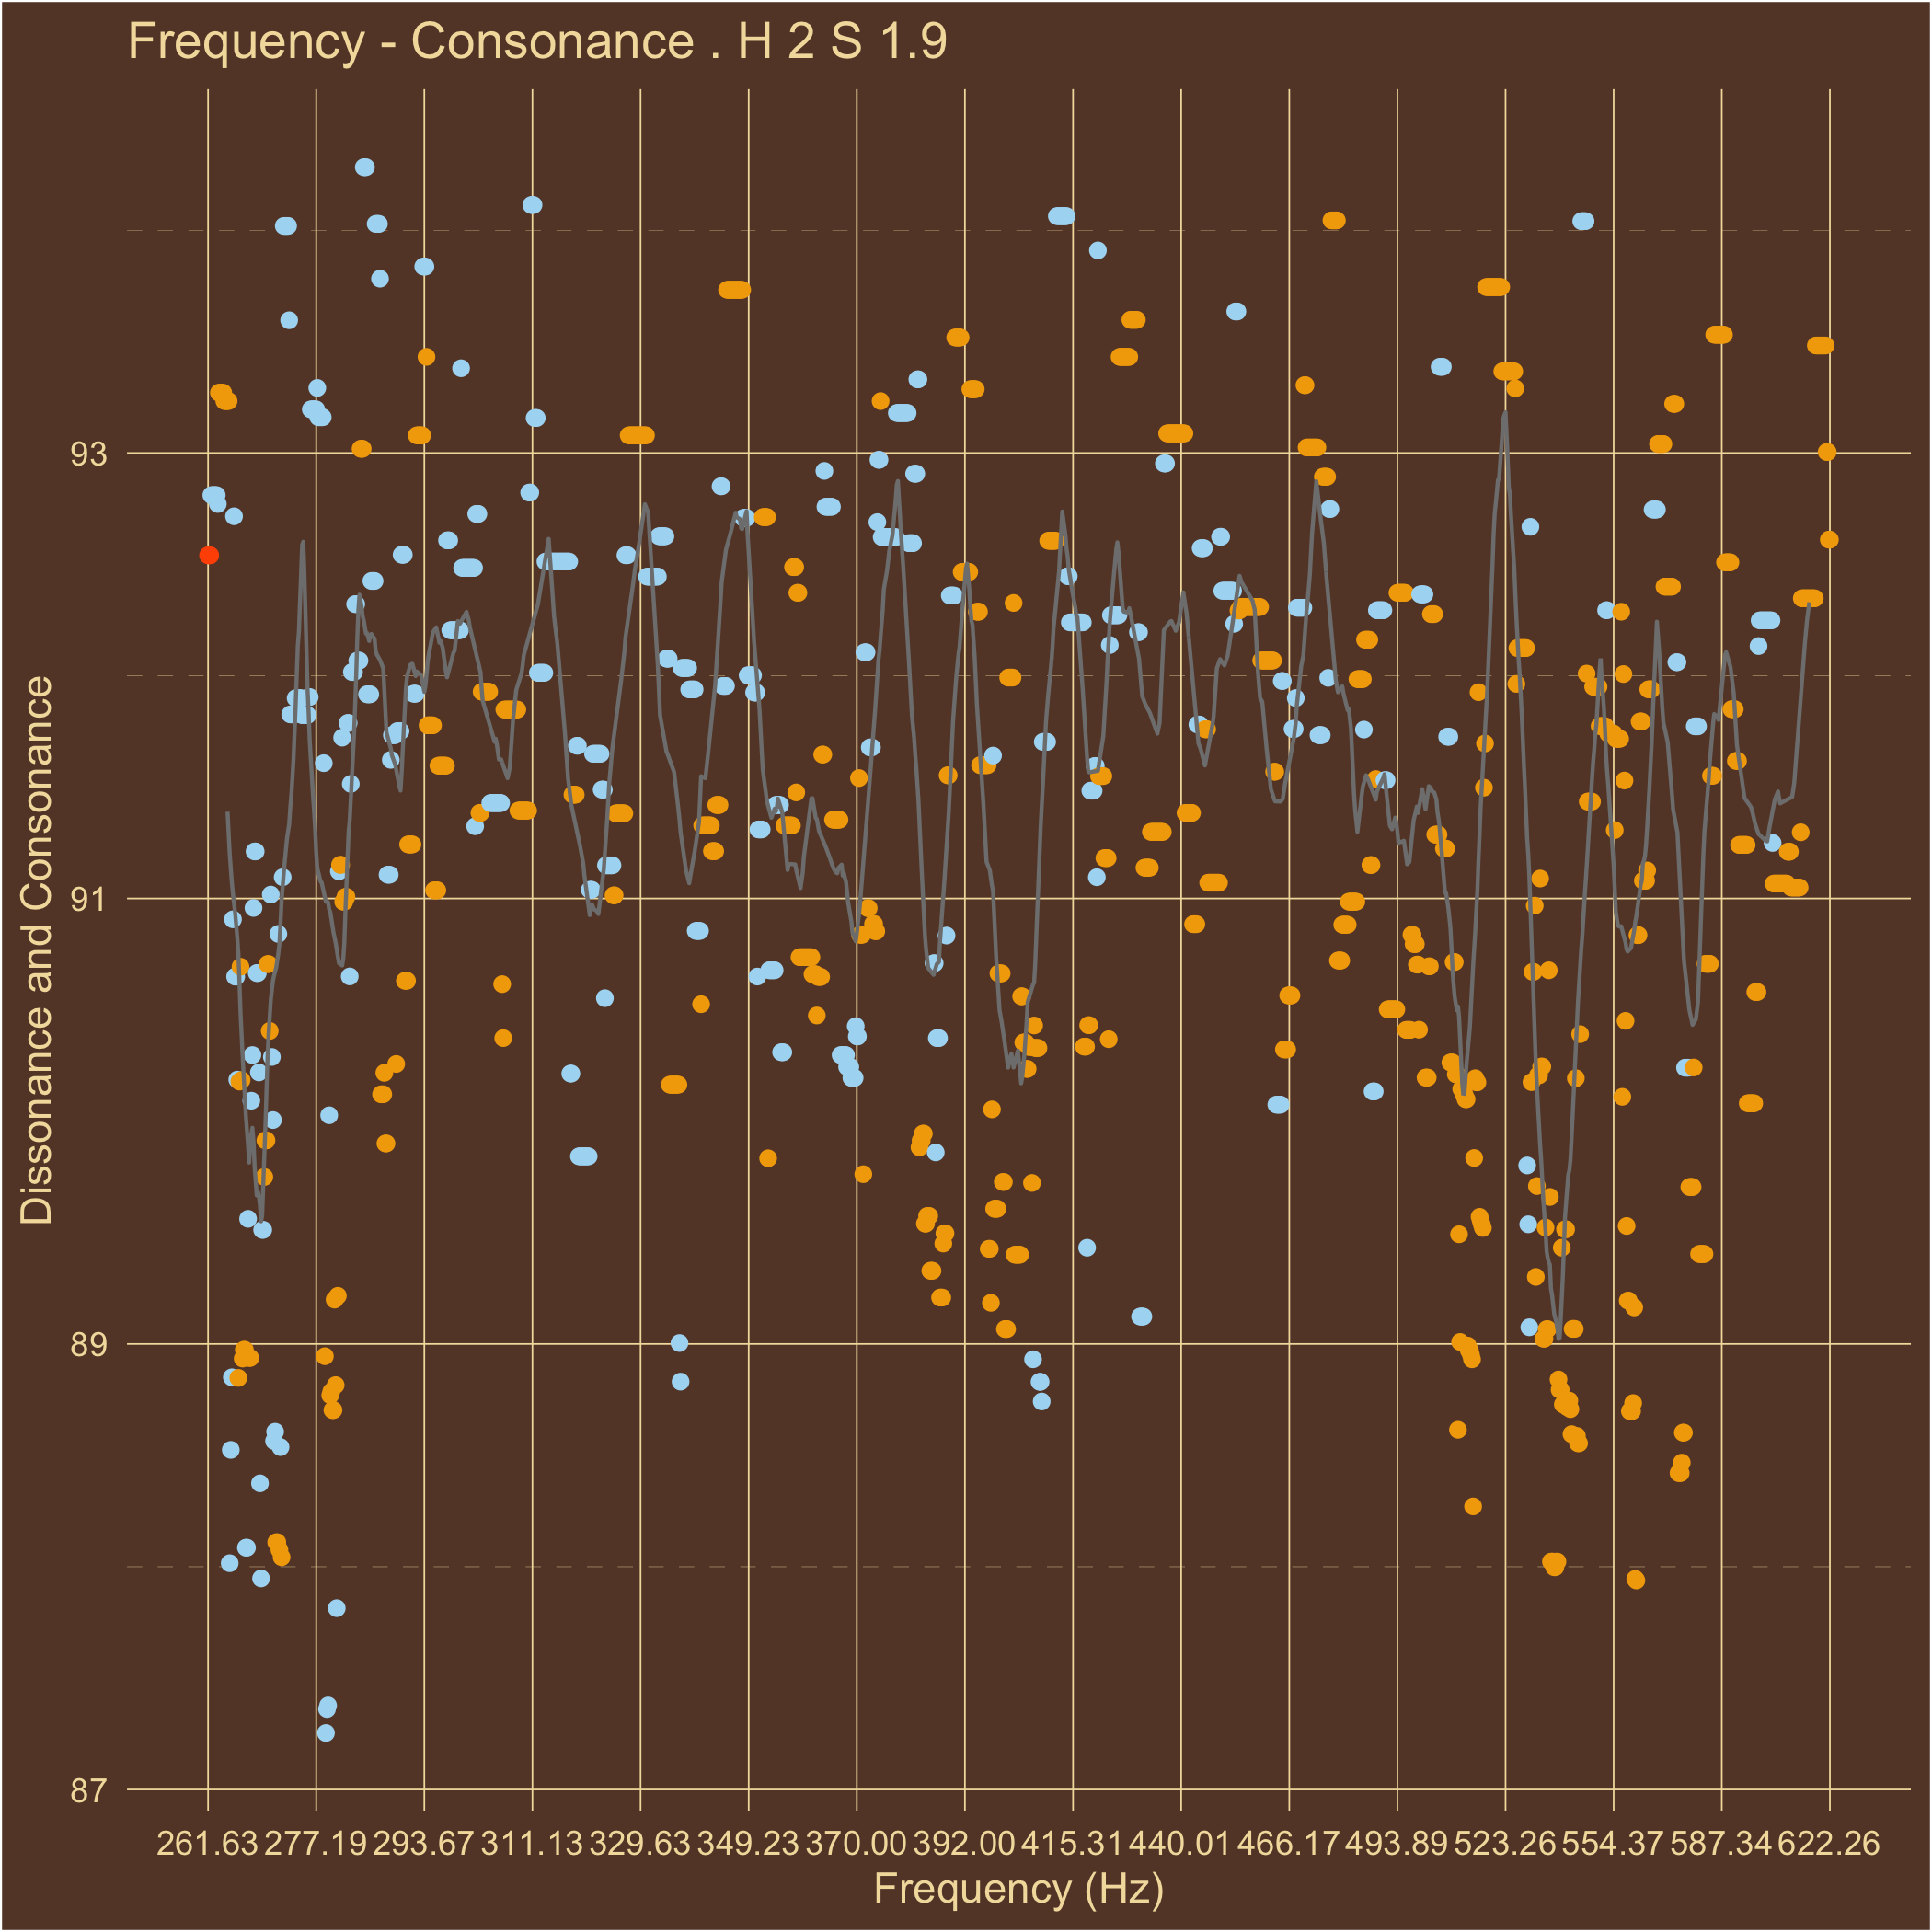 Frequency - Consonance . H 2 S 1.9
Dissonance and Consonance
93
91
89
87
261.63 277.19 293.67 311.13 329.63 349.23 370.00 392.00 415.31 440.01 466.17 493.89 523.26 554.37 587.34 622.26
Frequency (Hz)